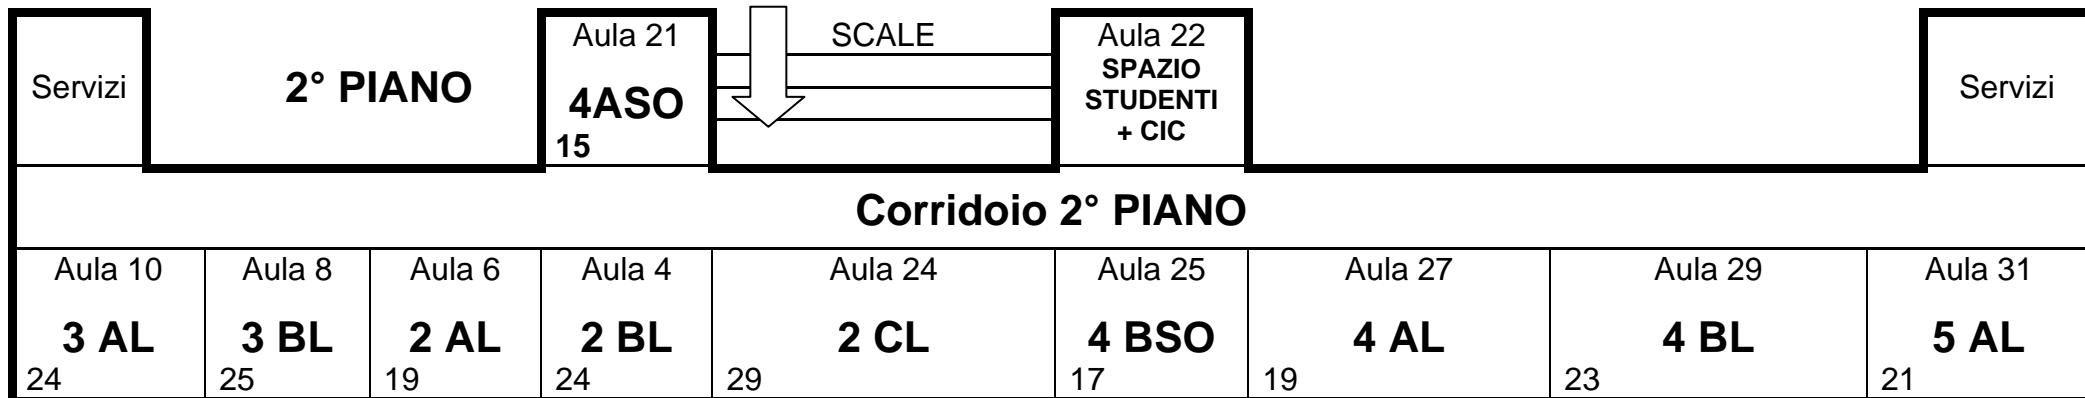 Servizi
2° PIANO
Aula 21
4ASO
15
SCALE
Aula 22
SPAZIO
STUDENTI
+ CIC
Servizi
Corridoio 2° PIANO
Aula 10
3 AL
24
Aula 8
3 BL
25
Aula 6
2 AL
19
Aula 4
2 BL
24
Aula 24
2 CL
29
Aula 25
4 BSO
17
Aula 27
4 AL
19
Aula 29
4 BL
23
Aula 31
5 AL
21